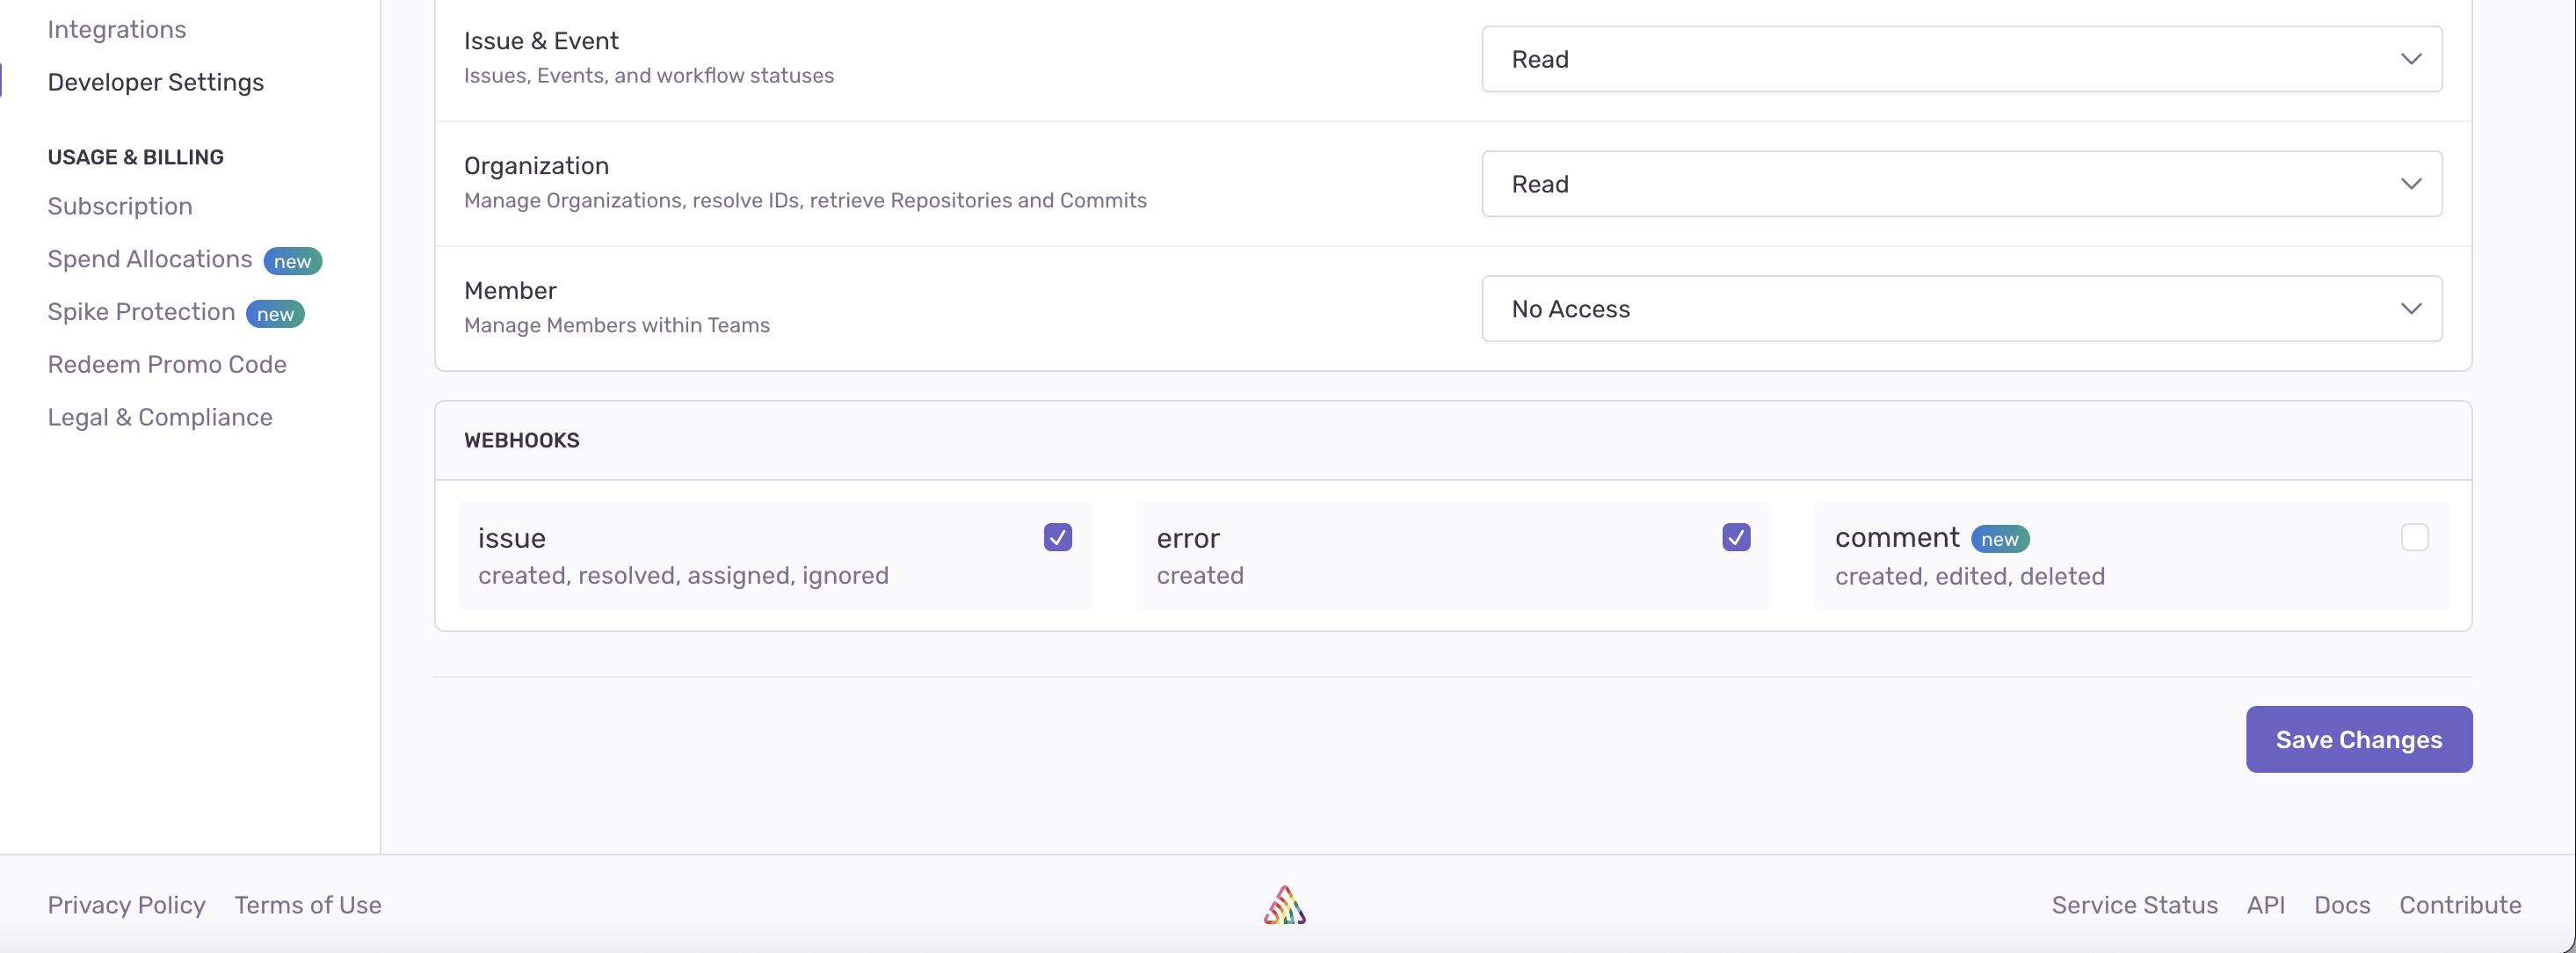 Integrations
Developer Settings
USAGE & BILLING
Subscription
Spend Allocations new
Spike Protection new
Redeem Promo Code
Legal & Compliance
Issue & Event
Issues, Events, and workflow statuses
Read
Organization
Manage Organizations, resolve IDs, retrieve Repositories and Commits
Read
Member
Manage Members within Teams
No Access
WEBHOOKS
issue
created, resolved, assigned, ignored
error
created
comment new
created, edited, deleted
Save Changes
Privacy Policy Terms of Use
Service Status API Docs Contribute